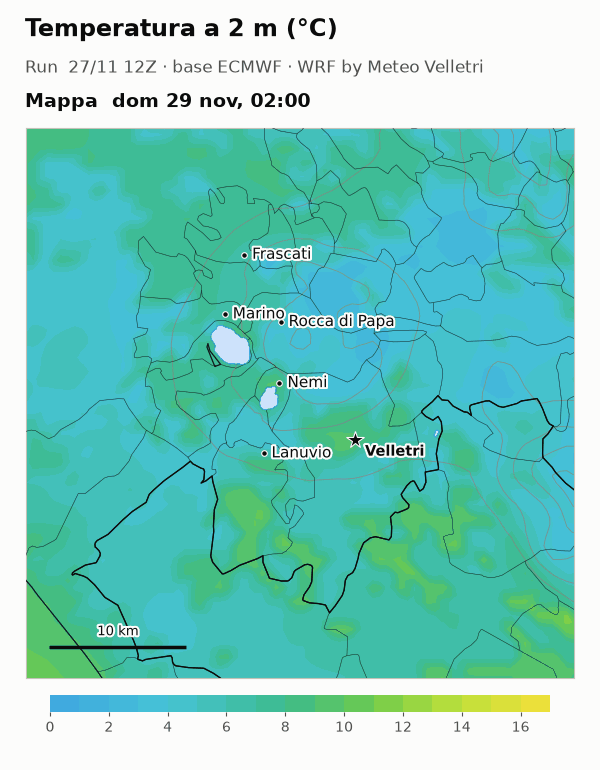 Temperatura a 2 m (°C)
Run  27/11 12Z · base ECMWF · WRF by Meteo Velletri
Mappa  dom 29 nov, 02:00
Frascati
Marino
Rocca di Papa
Nemi
Velletri
Lanuvio
10 km
0 2 4 6 8 10 12 14 16